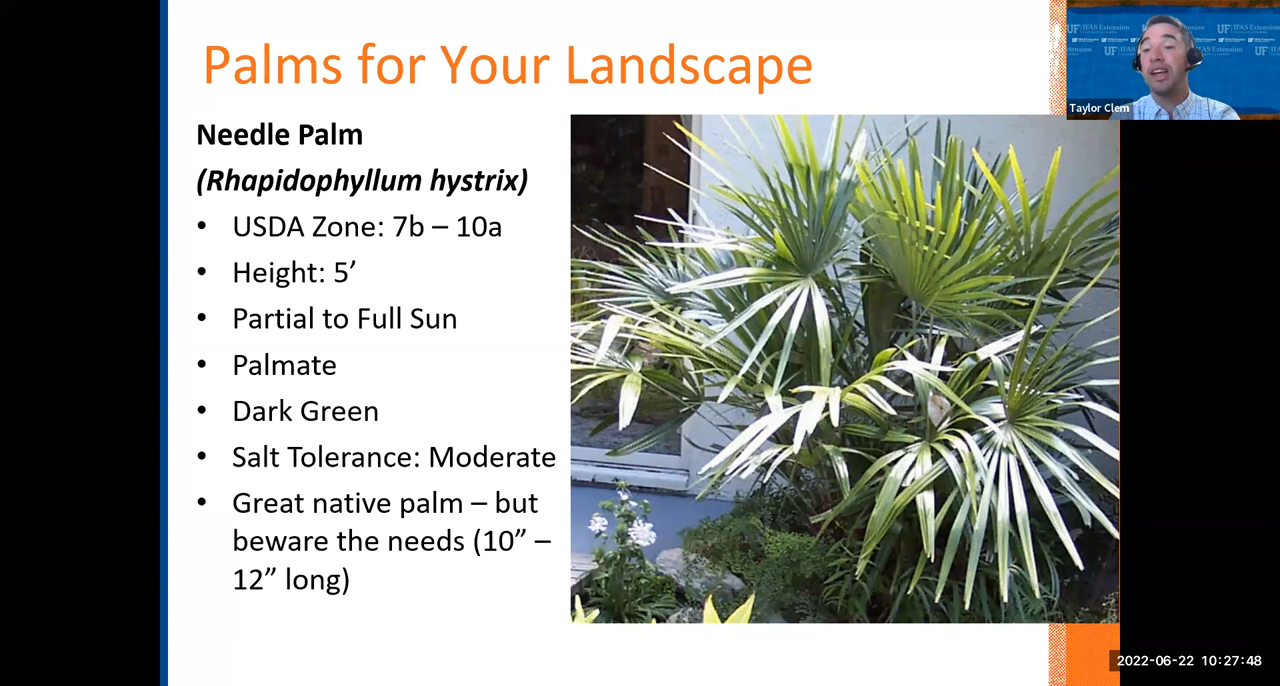 Palms for Your Landscape
Needle Palm
(Rhapidophyllum hystrix)
• USDA Zone: 7b – 10a
• Height: 5’
• Partial to Full Sun
• Palmate
• Dark Green
• Salt Tolerance: Moderate
• Great native palm – but
beware the needs (10” –
12” long)
UF IFAS Extension
Taylor Clem
2022-06-22 10:27:48